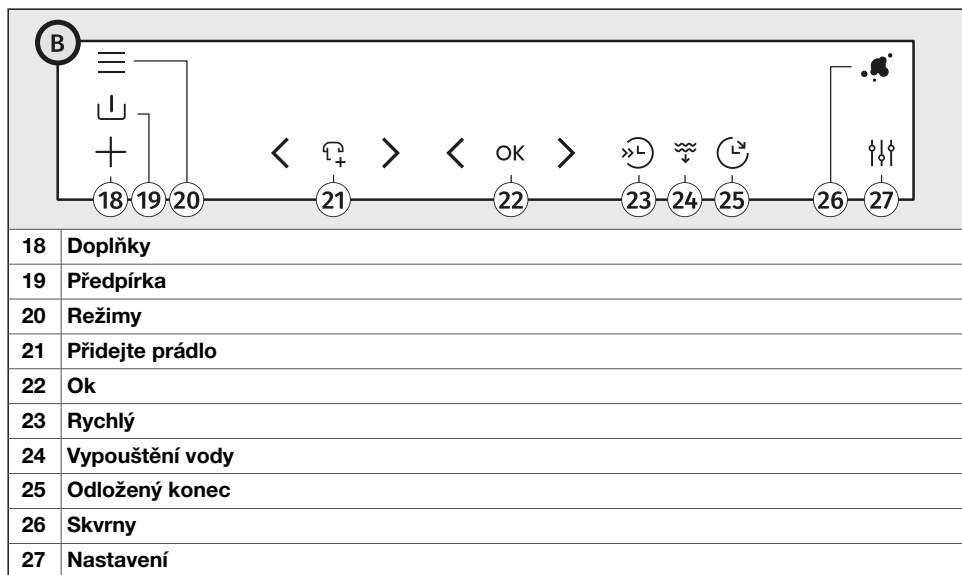 B
OK
18 19 20 21 22 23 24 25 26 27
18 Doplňky
19 Předpírka
20 Režimy
21 Přidejte prádlo
22 Ok
23 Rychlý
24 Vypouštění vody
25 Odložený konec
26 Skvrny
27 Nastavení